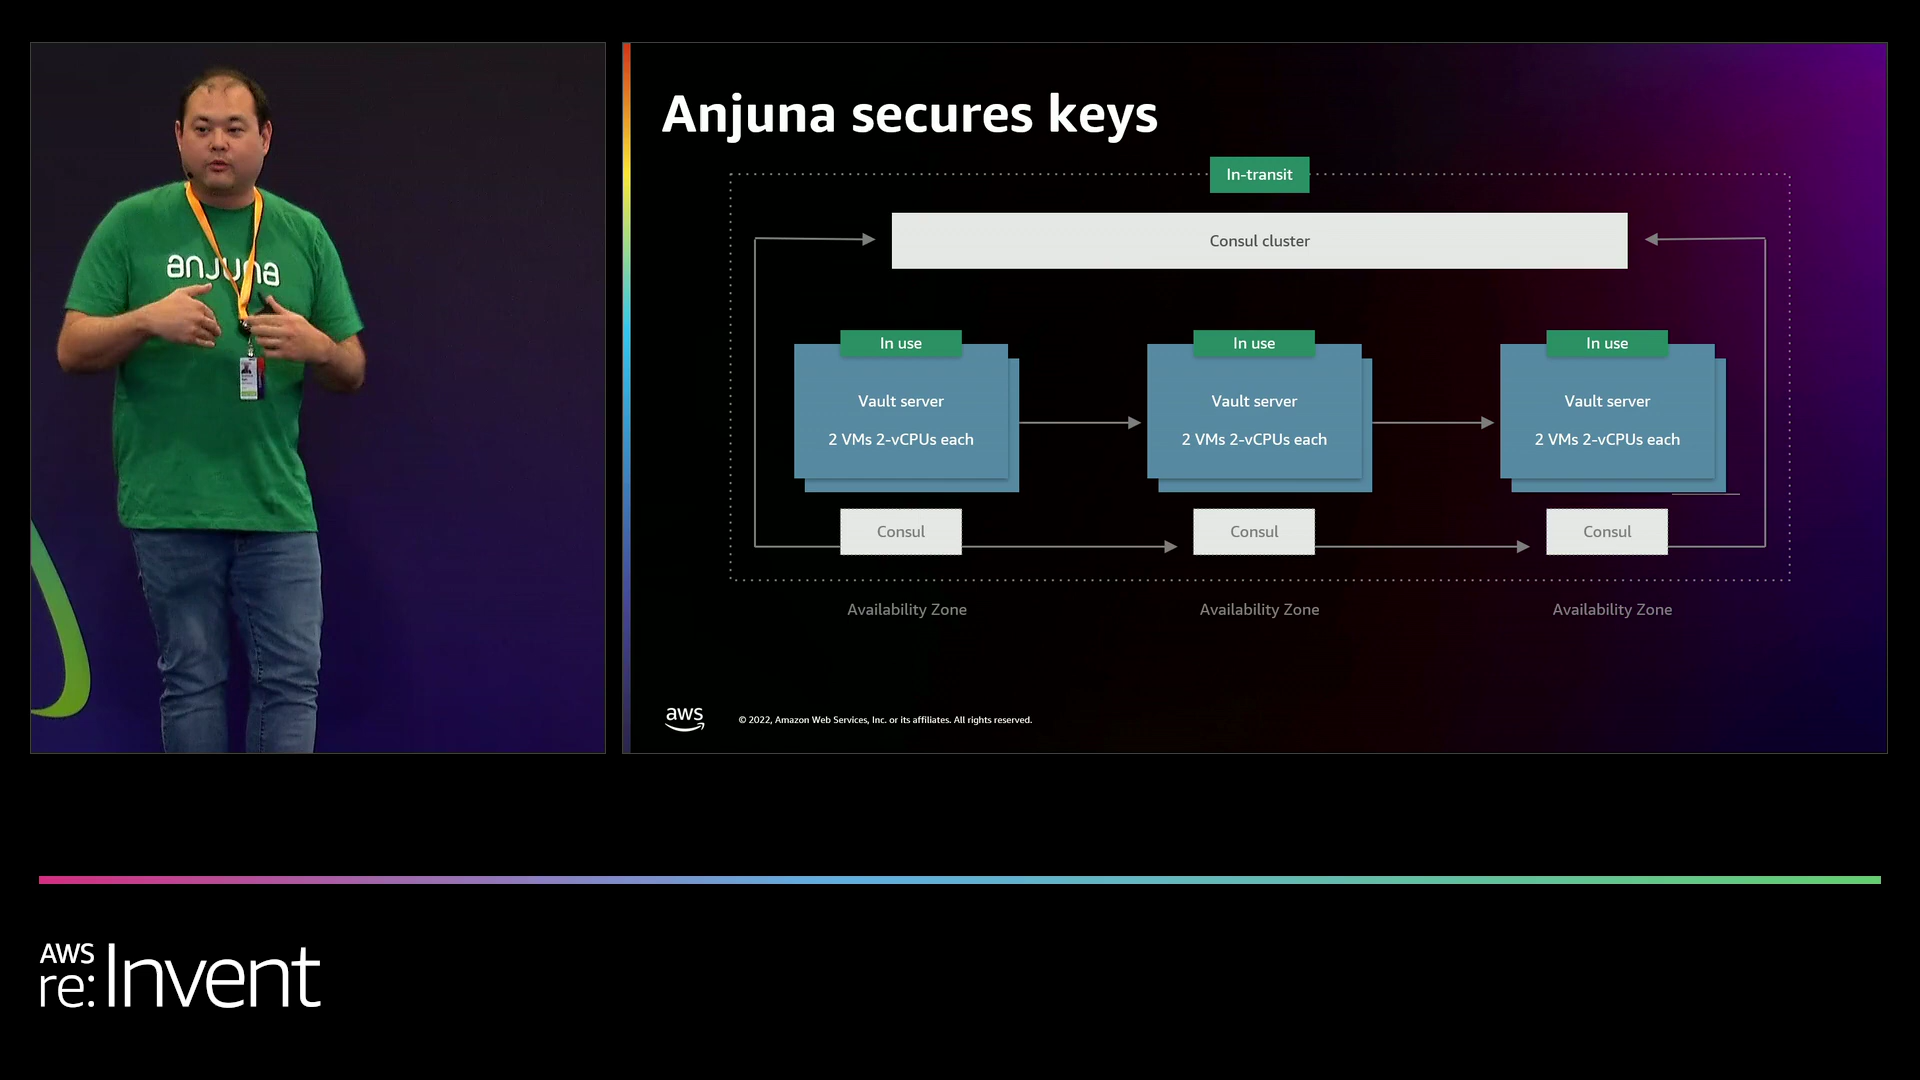 anjuna
Anjuna secures keys
In-transit
Consul cluster
In use
In use
In use
Vault server
2 VMs 2-vCPUs each
Vault server
2 VMs 2-vCPUs each
Vault server
2 VMs 2-vCPUs each
Consul
Consul
Consul
Availability Zone
Availability Zone
Availability Zone
aws
© 2022, Amazon Web Services, Inc. or its affiliates. All rights reserved.
AWS
re:Invent